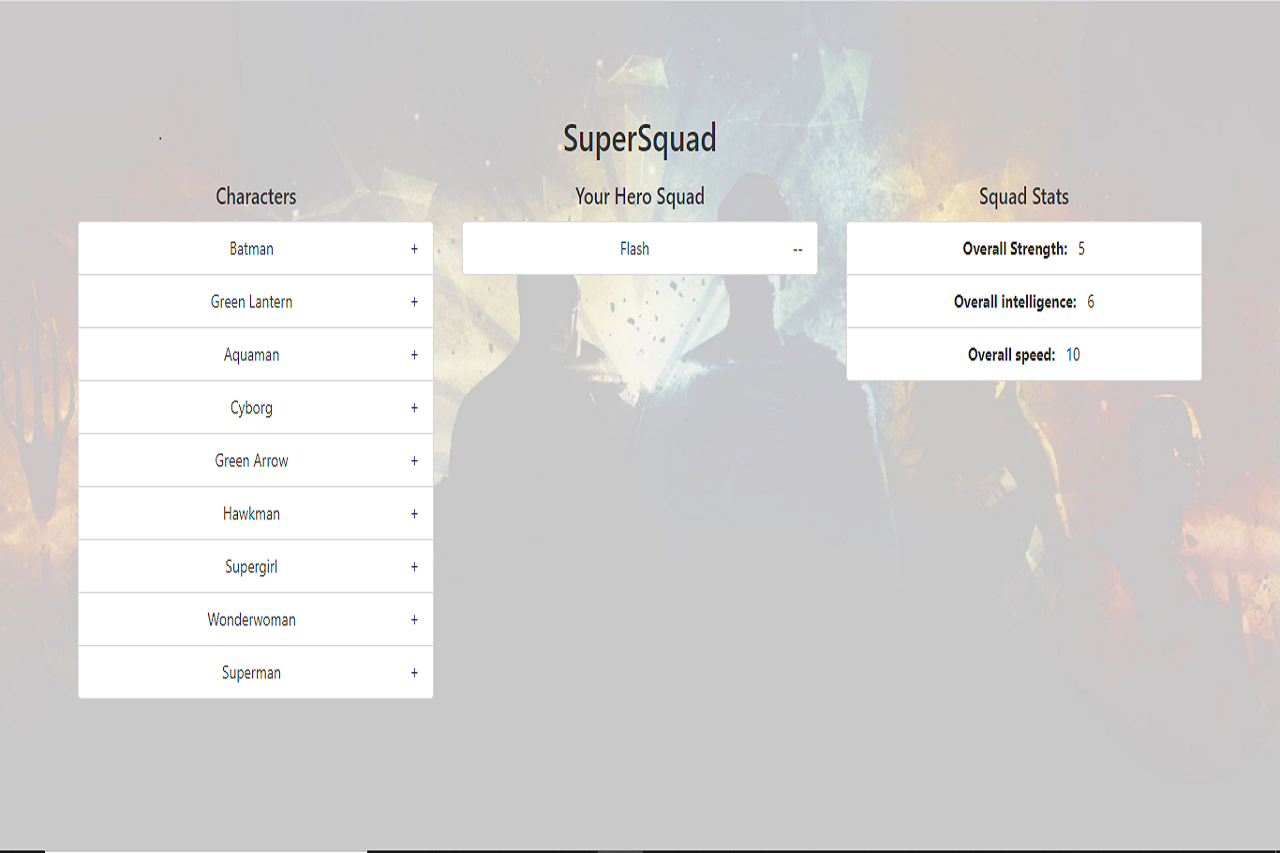 SuperSquad
Characters
Batman +
Green Lantern +
Aquaman +
Cyborg +
Green Arrow +
Hawkman +
Supergirl +
Wonderwoman +
Superman +
Your Hero Squad
Flash --
Squad Stats
Overall Strength: 5
Overall intelligence: 6
Overall speed: 10